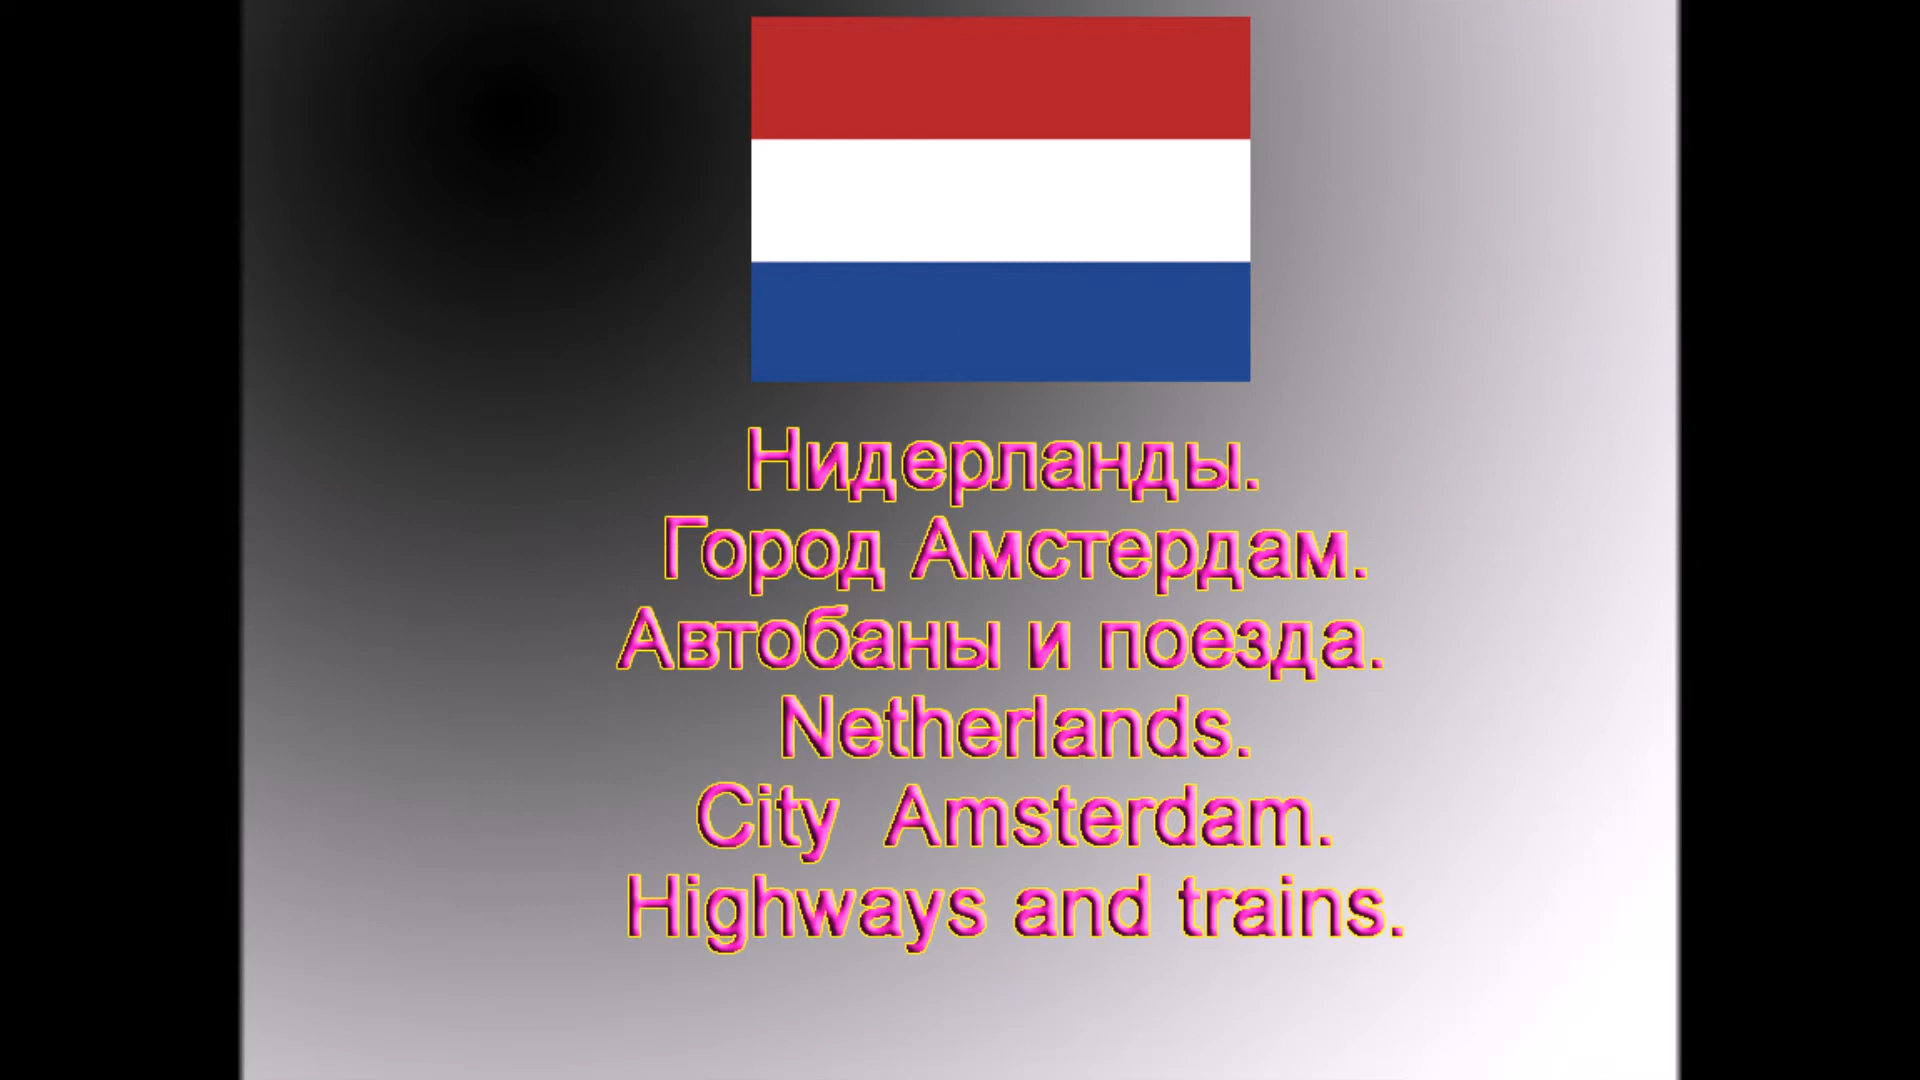 Нидерланды.
Город Амстердам.
Автобаны и поезда.
Netherlands.
City  Amsterdam.
Highways and trains.